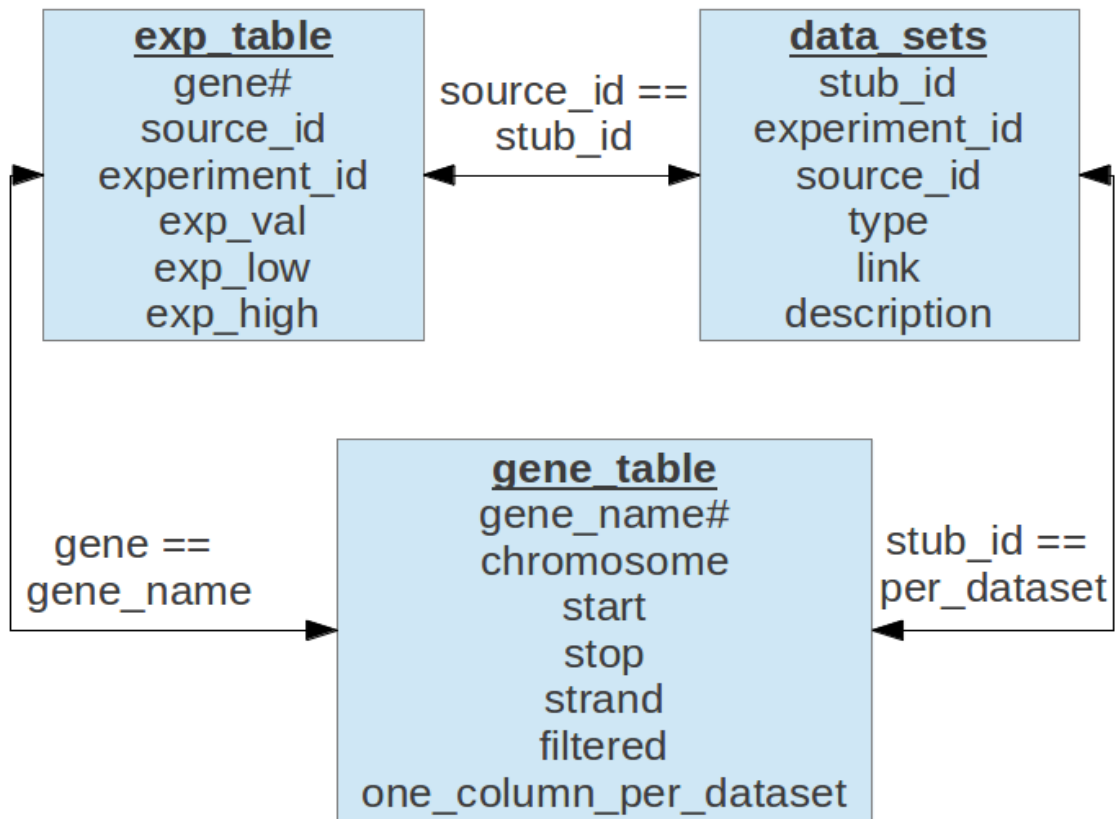 exp_table
gene#
source_id
experiment_id
exp_val
exp_low
exp_high
source_id ==
stub_id
data_sets
stub_id
experiment_id
source_id
type
link
description
gene ==
gene_name
gene_table
gene_name#
chromosome
start
stop
strand
filtered
one_column_per_dataset
stub_id ==
per_dataset